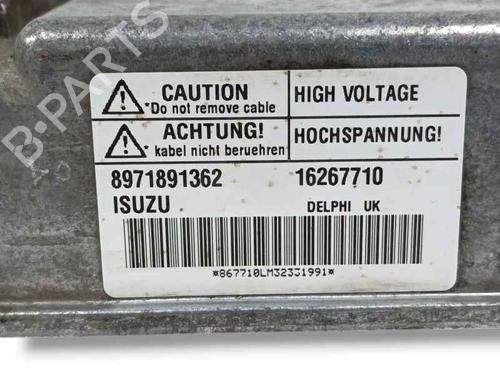 B-PARTS
CAUTION
*Do not remove cable
HIGH VOLTAGE
ACHTUNG!
*kabel nicht beruehren
HOCHSPANNUNG!
8971891362 16267710
ISUZU DELPHI UK
*867710LM32331991*